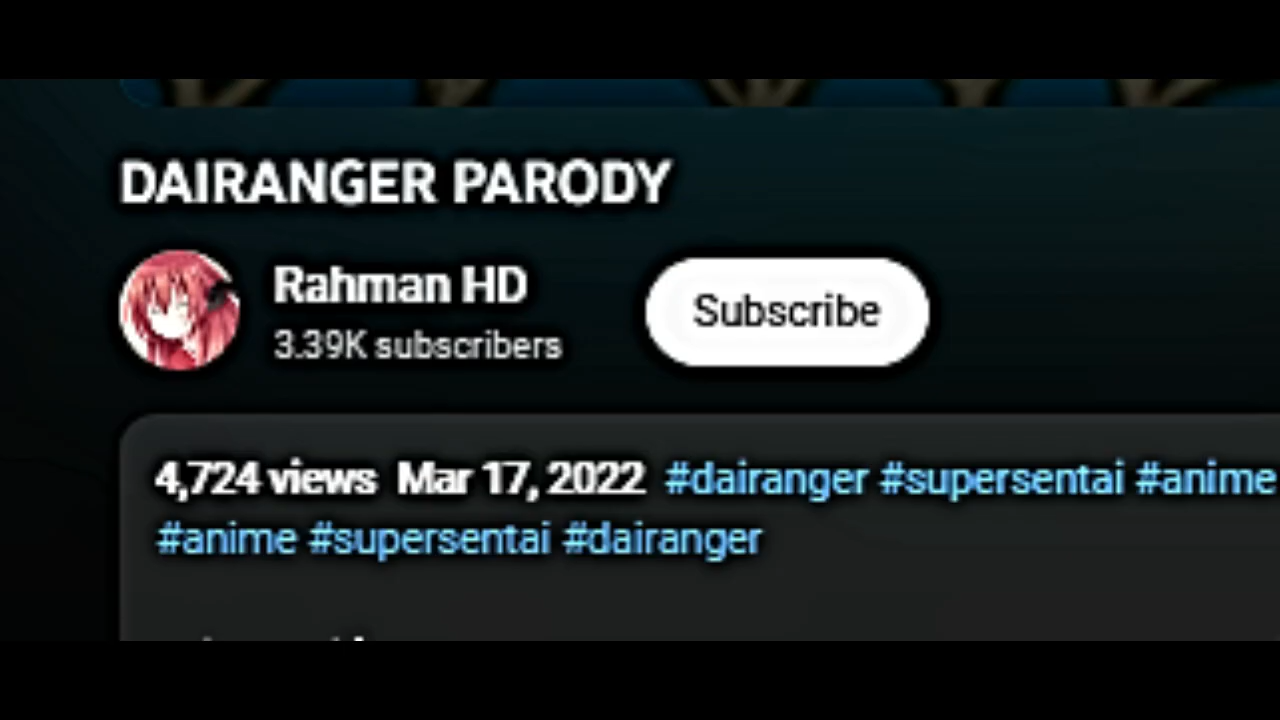 DAIRANGER PARODY
Rahman HD
Subscribe
3.39K subscribers
4,724 views Mar 17, 2022 #dairanger #supersentai #anime
#anime #supersentai #dairanger